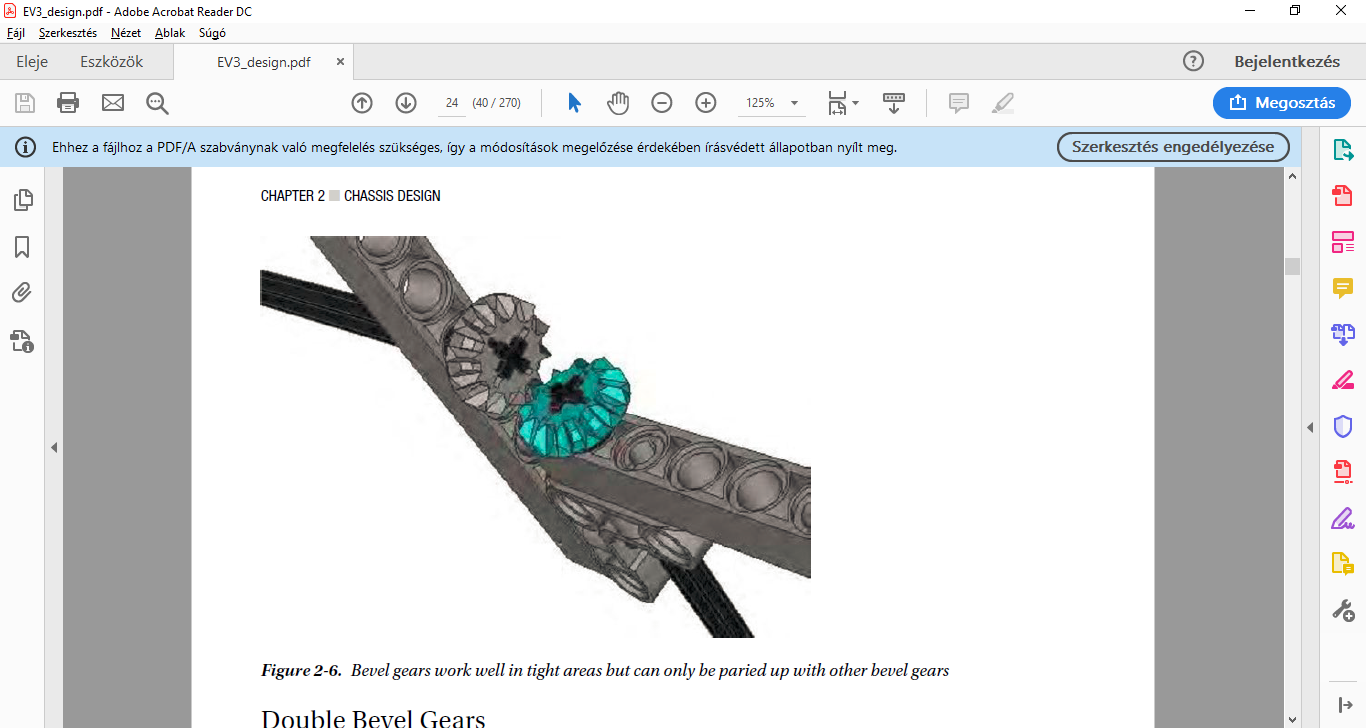 EV3_design.pdf - Adobe Acrobat Reader DC
Fájl Szerkesztés Nézet Ablak Súgó
Eleje Eszközök EV3_design.pdf × Bejelentkezés
24 (40 / 270) 125% Megosztás
Ehhez a fájlhoz a PDF/A szabványnak való megfelelés szükséges, így a módosítások megelőzése érdekében írásvédett állapotban nyílt meg. Szerkesztés engedélyezése
CHAPTER 2 ■ CHASSIS DESIGN
Figure 2-6. Bevel gears work well in tight areas but can only be paried up with other bevel gears
Double Bevel Gears